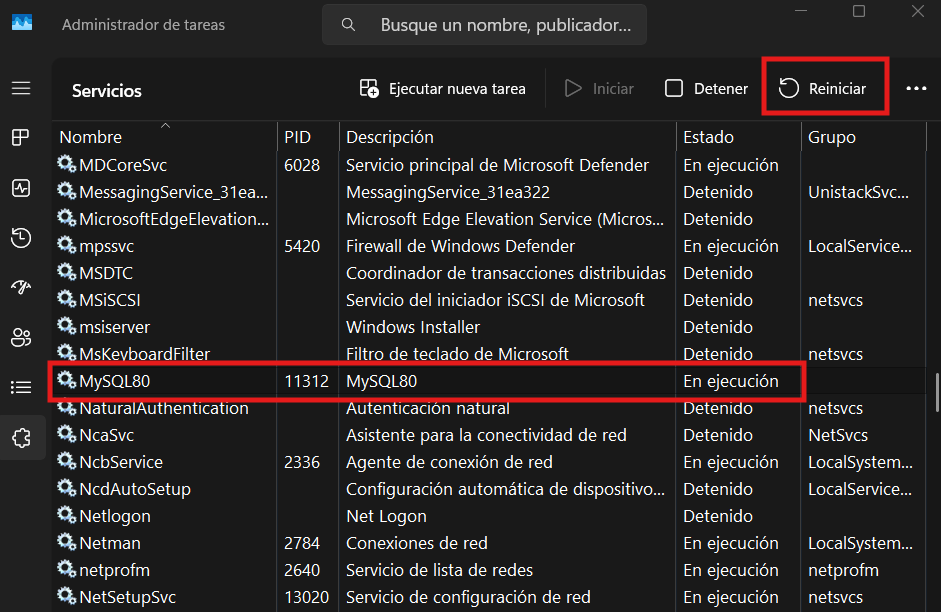 Administrador de tareas
Busque un nombre, publicador...
Servicios
Ejecutar nueva tarea
Iniciar
Detener
Reiniciar
Nombre PID Descripción Estado Grupo
MDCoreSvc 6028 Servicio principal de Microsoft Defender En ejecución
MessagingService_31ea... MessagingService_31ea322 Detenido UnistackSvc...
MicrosoftEdgeElevation... Microsoft Edge Elevation Service (Micros... Detenido
mpssvc 5420 Firewall de Windows Defender En ejecución LocalService...
MSDTC Coordinador de transacciones distribuidas Detenido
MSiSCSI Servicio del iniciador iSCSI de Microsoft Detenido netsvcs
msiserver Windows Installer Detenido
MsKeyboardFilter Filtro de teclado de Microsoft Detenido netsvcs
MySQL80 11312 MySQL80 En ejecución
NaturalAuthentication Autenticación natural Detenido netsvcs
NcaSvc Asistente para la conectividad de red Detenido NetSvcs
NcbService 2336 Agente de conexión de red En ejecución LocalSystem...
NcdAutoSetup Configuración automática de dispositivo... Detenido LocalService...
Netlogon Net Logon Detenido
Netman 2784 Conexiones de red En ejecución LocalSystem...
netprofm 2640 Servicio de lista de redes En ejecución netprofm
NetSetupSvc 13020 Servicio de configuración de red En ejecución netsvcs